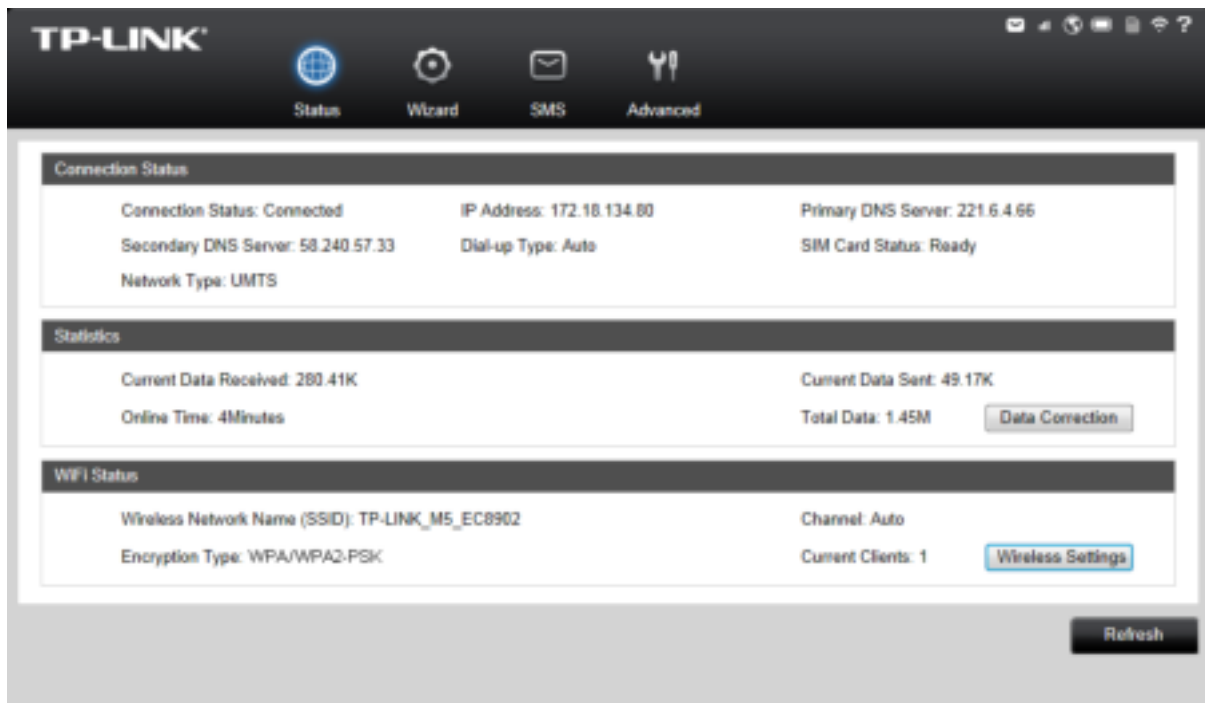 TP-LINK
?
Status Wizard SMS Advanced
Connection Status
Connection Status: Connected IP Address: 172.18.134.80 Primary DNS Server: 221.6.4.66
Secondary DNS Server: 58.240.57.33 Dial-up Type: Auto SIM Card Status: Ready
Network Type: UMTS
Statistics
Current Data Received: 280.41K Current Data Sent: 49.17K
Online Time: 4Minutes Total Data: 1.45M Data Correction
WiFi Status
Wireless Network Name (SSID): TP-LINK_M5_EC8902 Channel: Auto
Encryption Type: WPA/WPA2-PSK Current Clients: 1 Wireless Settings
Refresh